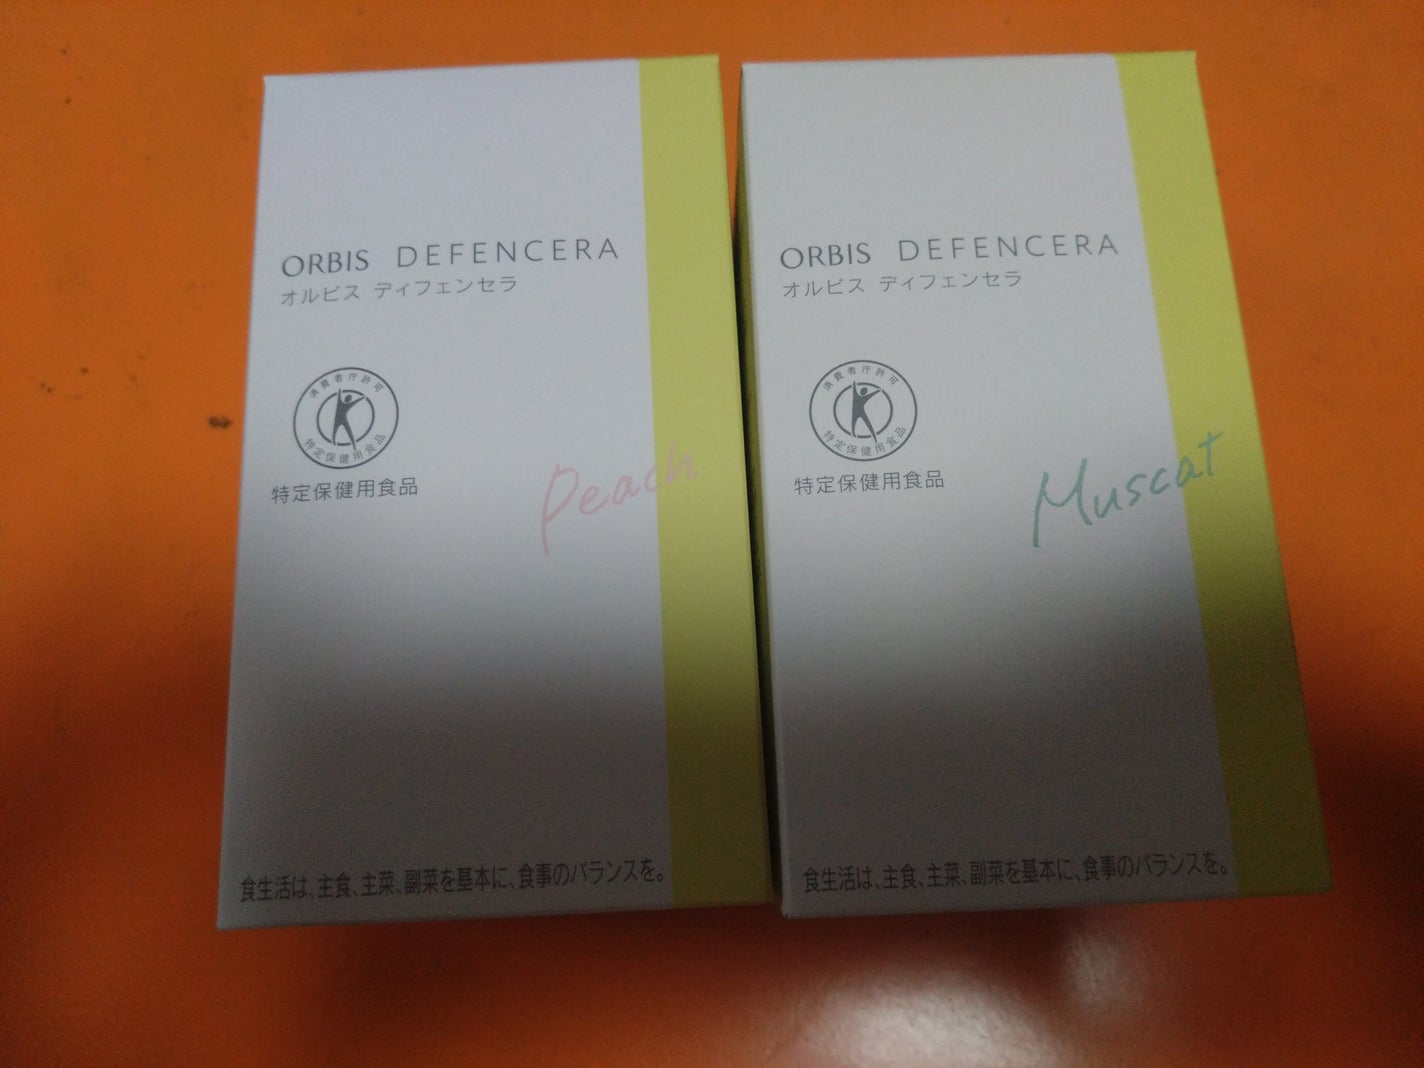 ORBIS DEFENCERA
オルビス ディフェンセラ
消費者庁許可
特定保健用食品
特定保健用食品
Peach
食生活は、主食、主菜、副菜を基本に、食事のバランスを。
ORBIS DEFENCERA
オルビス ディフェンセラ
消費者庁許可
特定保健用食品
特定保健用食品
Muscat
食生活は、主食、主菜、副菜を基本に、食事のバランスを。